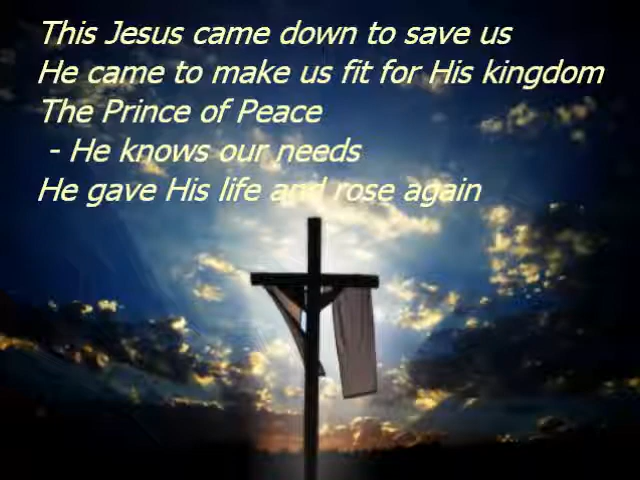 This Jesus came down to save us
He came to make us fit for His kingdom
The Prince of Peace
- He knows our needs
He gave His life and rose again